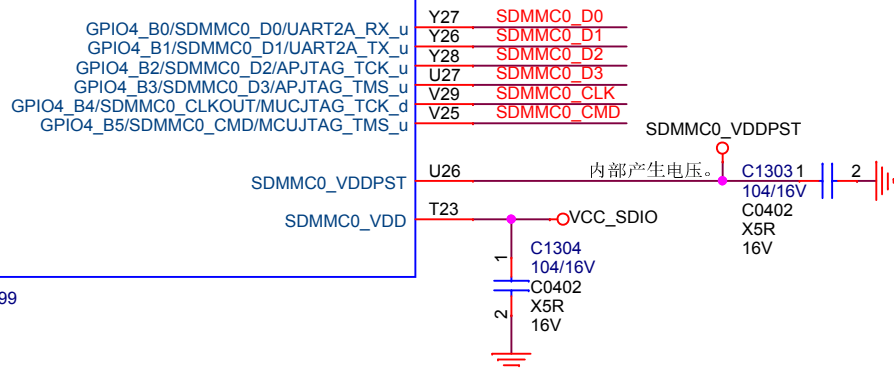 GPIO4_B0/SDMMC0_D0/UART2A_RX_u Y27 SDMMC0_D0
GPIO4_B1/SDMMC0_D1/UART2A_TX_u Y26 SDMMC0_D1
GPIO4_B2/SDMMC0_D2/APJTAG_TCK_u Y28 SDMMC0_D2
GPIO4_B3/SDMMC0_D3/APJTAG_TMS_u U27 SDMMC0_D3
GPIO4_B4/SDMMC0_CLKOUT/MUCJTAG_TCK_d V29 SDMMC0_CLK
GPIO4_B5/SDMMC0_CMD/MCUJTAG_TMS_u V25 SDMMC0_CMD
SDMMC0_VDDPST
SDMMC0_VDDPST U26 内部产生电压。 C1303 1 2
104/16V
C0402
X5R
16V
SDMMC0_VDD T23 VCC_SDIO
1 C1304
104/16V
C0402
2 X5R
16V
99